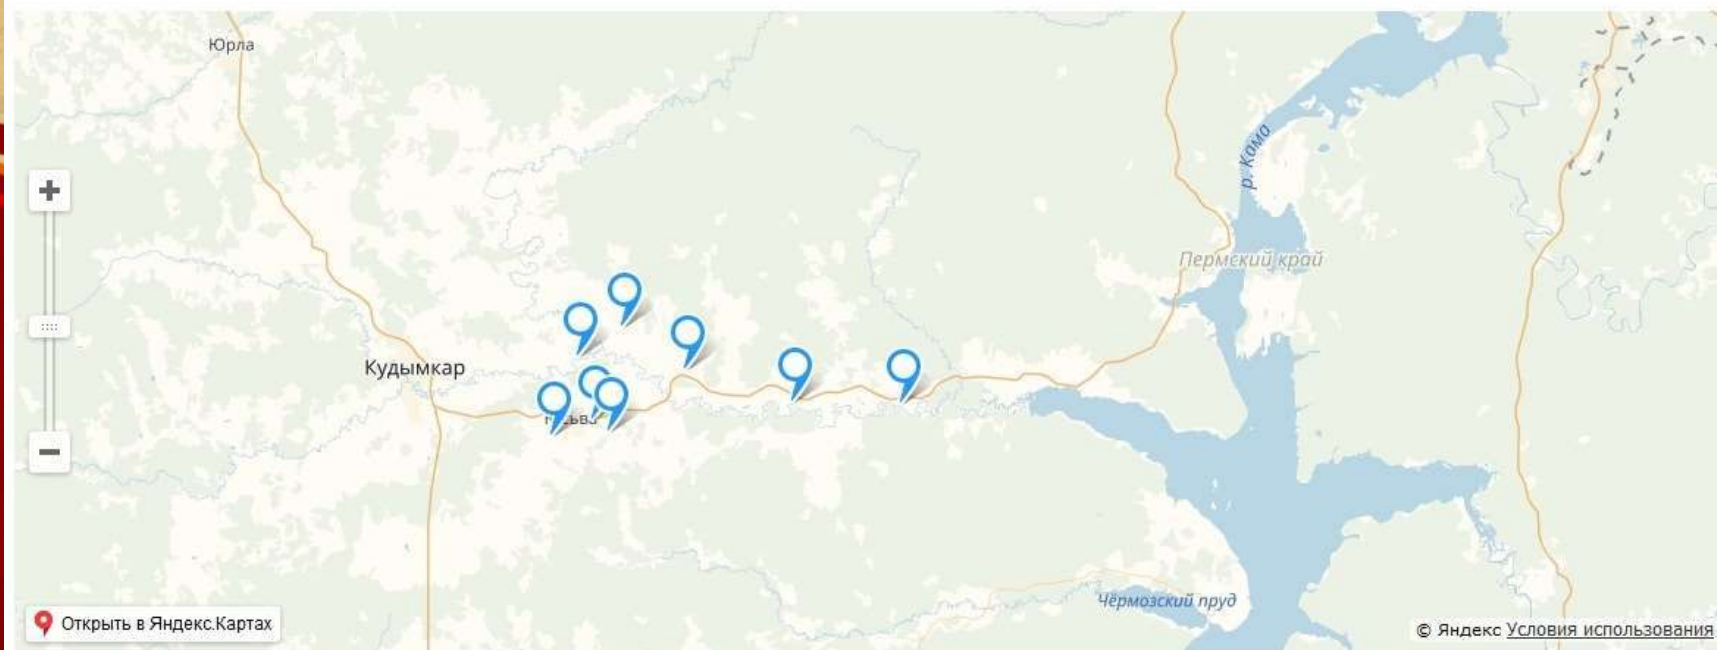 Юрла
р. Кама
Пермский край
Кудымкар
Чёрмозский пруд
Открыть в Яндекс.Картах
© Яндекс Условия использования